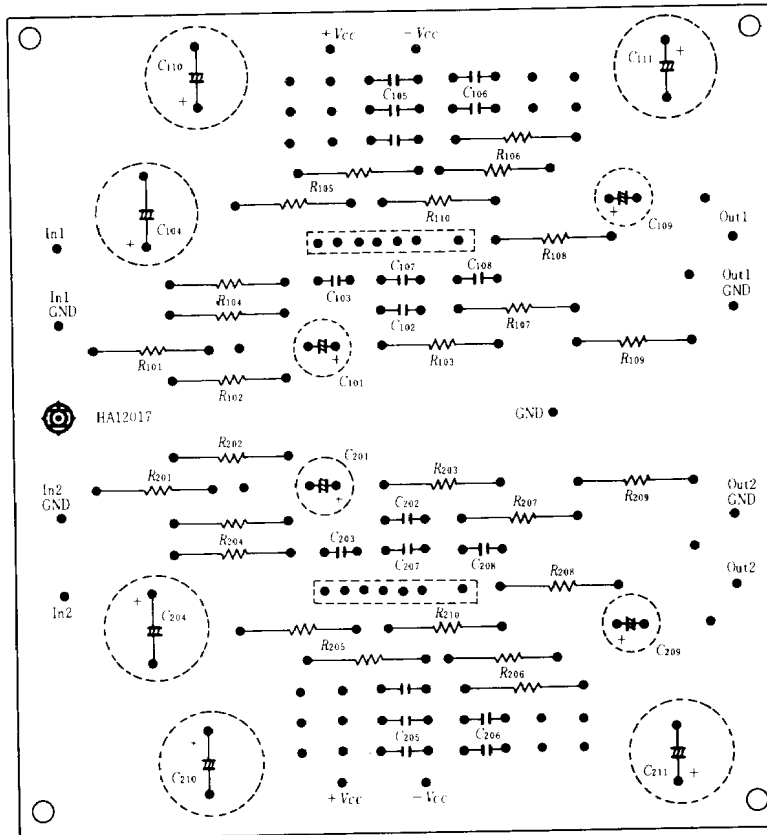 +Vcc
-Vcc
C110
+
C105
C106
C111
+
R106
R105
C104
+
R110
C109
+
In1
Out1
R108
C107
C108
Out1
GND
In1
GND
R104
C103
C102
R107
R101
C101
+
R103
R109
R102
HA12017
GND
R202
C201
+
R203
R201
R209
In2
GND
C202
R207
Out2
GND
R204
C203
C207
C208
R208
Out2
In2
+
C204
R210
+
C209
R205
R206
C205
C206
C210
C211
+
+Vcc
-Vcc